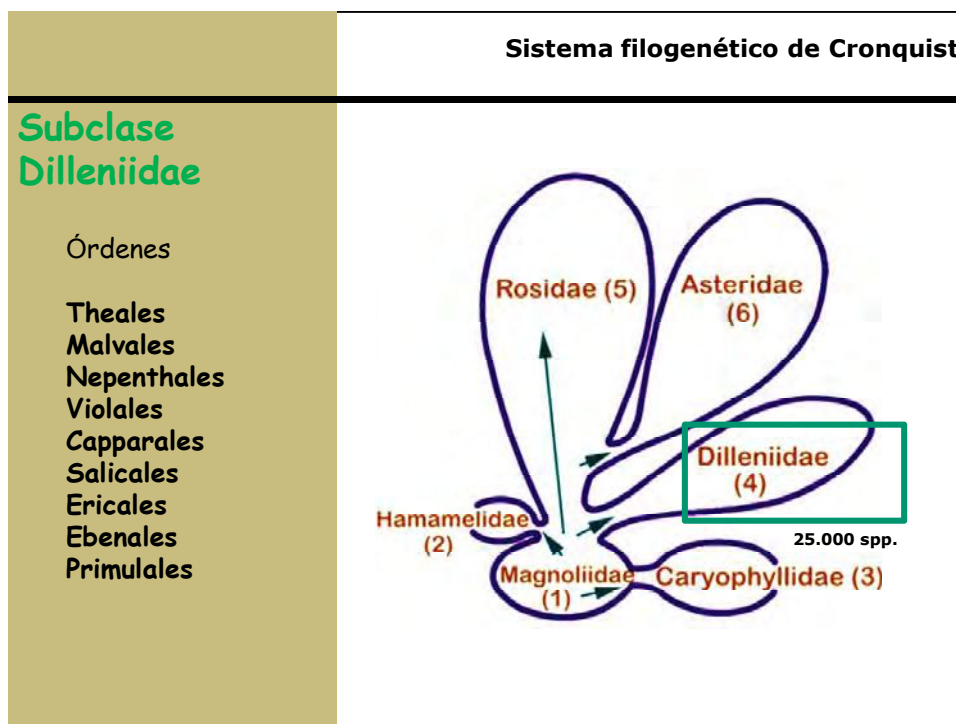 Sistema filogenético de Cronquist
Subclase
Dilleniidae
Órdenes
Theales
Malvales
Nepenthales
Violales
Capparales
Salicales
Ericales
Ebenales
Primulales
Rosidae (5)
Asteridae
(6)
Dilleniidae
(4)
25.000 spp.
Hamamelidae
(2)
Magnoliidae
(1)
Caryophyllidae (3)